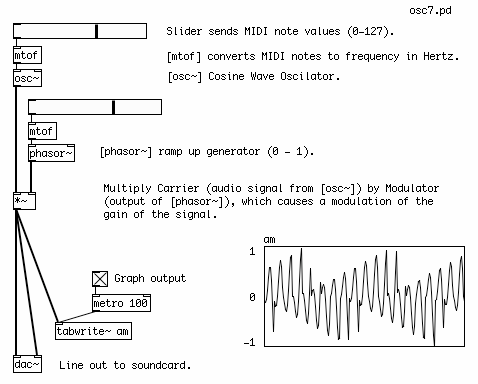 osc7.pd
Slider sends MIDI note values (0-127).
mtof
[mtof] converts MIDI notes to frequency in Hertz.
osc~
[osc~] Cosine Wave Oscilator.
mtof
phasor~
[phasor~] ramp up generator (0 - 1).
Multiply Carrier (audio signal from [osc~]) by Modulator
(output of [phasor~]), which causes a modulation of the
gain of the signal.
*~
am
1
0
-1
Graph output
metro 100
tabwrite~ am
dac~
Line out to soundcard.